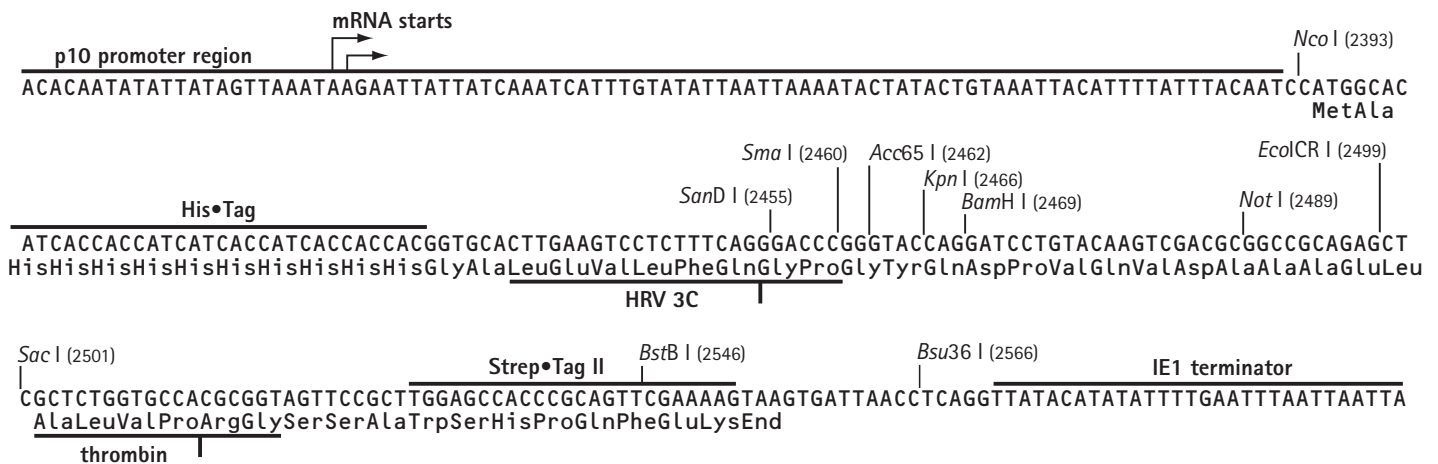 mRNA starts
p10 promoter region
Nco I (2393)
ACACAATATATTATAGTTAAATAAGAATTATTATCAAATCATTTGTATATTAATTAAAATACTATACTGTAAATTACATTTTATTTACAATCCATGGCAC
MetAla
Sma I (2460) Acc65 I (2462) EcoICR I (2499)
Kpn I (2466)
SanD I (2455) BamH I (2469) Not I (2489)
His•Tag
ATCACCACCATCATCACCATCACCACCACGGTGCACTTGAAGTCCTCTTTCAGGGACCCGGGTACCAGGATCCTGTACAAGTCGACGCGGCCGCAGAGCT
HisHisHisHisHisHisHisHisHisHisGlyAlaLeuGluValLeuPheGlnGlyProGlyTyrGlnAspProValGlnValAspAlaAlaAlaGluLeu
HRV 3C
Sac I (2501) Strep•Tag II BstB I (2546) Bsu36 I (2566) IE1 terminator
CGCTCTGGTGCCACGCGGTAGTTCCGCTTGGAGCCACCCGCAGTTCGAAAAGTAAGTGATTAACCTCAGGTTATACATATATTTTGAATTTAATTAATTA
AlaLeuValProArgGlySerSerAlaTrpSerHisProGlnPheGluLysEnd
thrombin